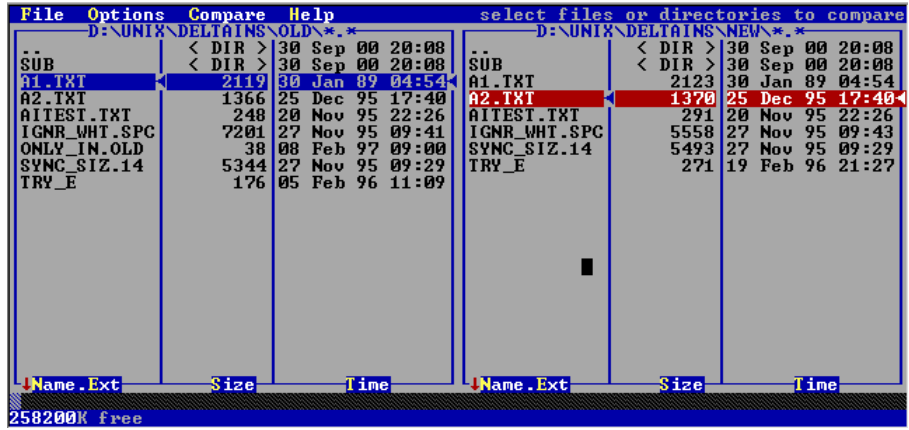 File Options Compare Help select files or directories to compare
D:\UNIX\DELTAINS\OLD\*.* D:\UNIX\DELTAINS\NEW\*.*
.. < DIR > 30 Sep 00 20:08 .. < DIR > 30 Sep 00 20:08
SUB < DIR > 30 Sep 00 20:08 SUB < DIR > 30 Sep 00 20:08
A1.TXT 2119 30 Jan 89 04:54 A1.TXT 2123 30 Jan 89 04:54
A2.TXT 1366 25 Dec 95 17:40 A2.TXT 1370 25 Dec 95 17:40
AITEST.TXT 248 20 Nov 95 22:26 AITEST.TXT 291 20 Nov 95 22:26
IGNR_WHT.SPC 7201 27 Nov 95 09:41 IGNR_WHT.SPC 5558 27 Nov 95 09:43
ONLY_IN.OLD 38 08 Feb 97 09:00 SYNC_SIZ.14 5493 27 Nov 95 09:29
SYNC_SIZ.14 5344 27 Nov 95 09:29 TRY_E 271 19 Feb 96 21:27
TRY_E 176 05 Feb 96 11:09
↓Name.Ext Size Time ↓Name.Ext Size Time
258200K free